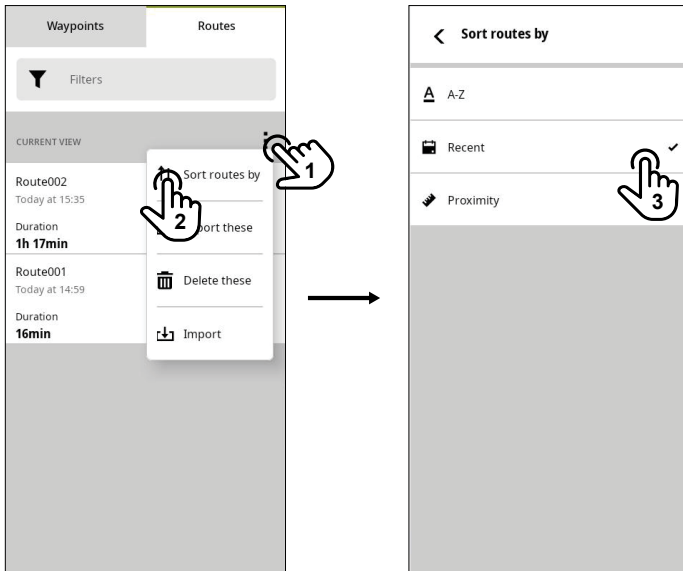 Waypoints
Routes
Filters
CURRENT VIEW
1
Route002
Today at 15:35
Duration
1h 17min
Sort routes by
2
these
Route001
Today at 14:59
Duration
16min
Delete these
Import
Sort routes by
A A-Z
Recent
3
Proximity